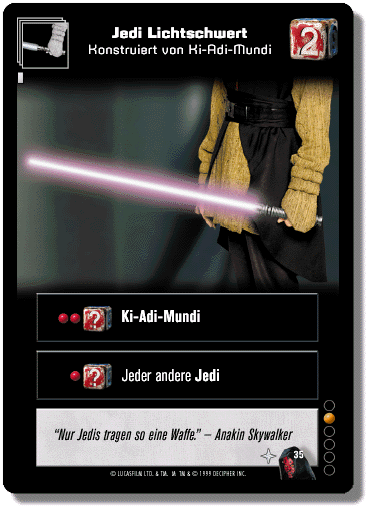 Jedi Lichtschwert
Konstruiert von Ki-Adi-Mundi
2
? Ki-Adi-Mundi
? Jeder andere Jedi
"Nur Jedis tragen so eine Waffe." – Anakin Skywalker
35
© LUCASFILM LTD. & TM. TM & © 1999 DECIPHER INC.